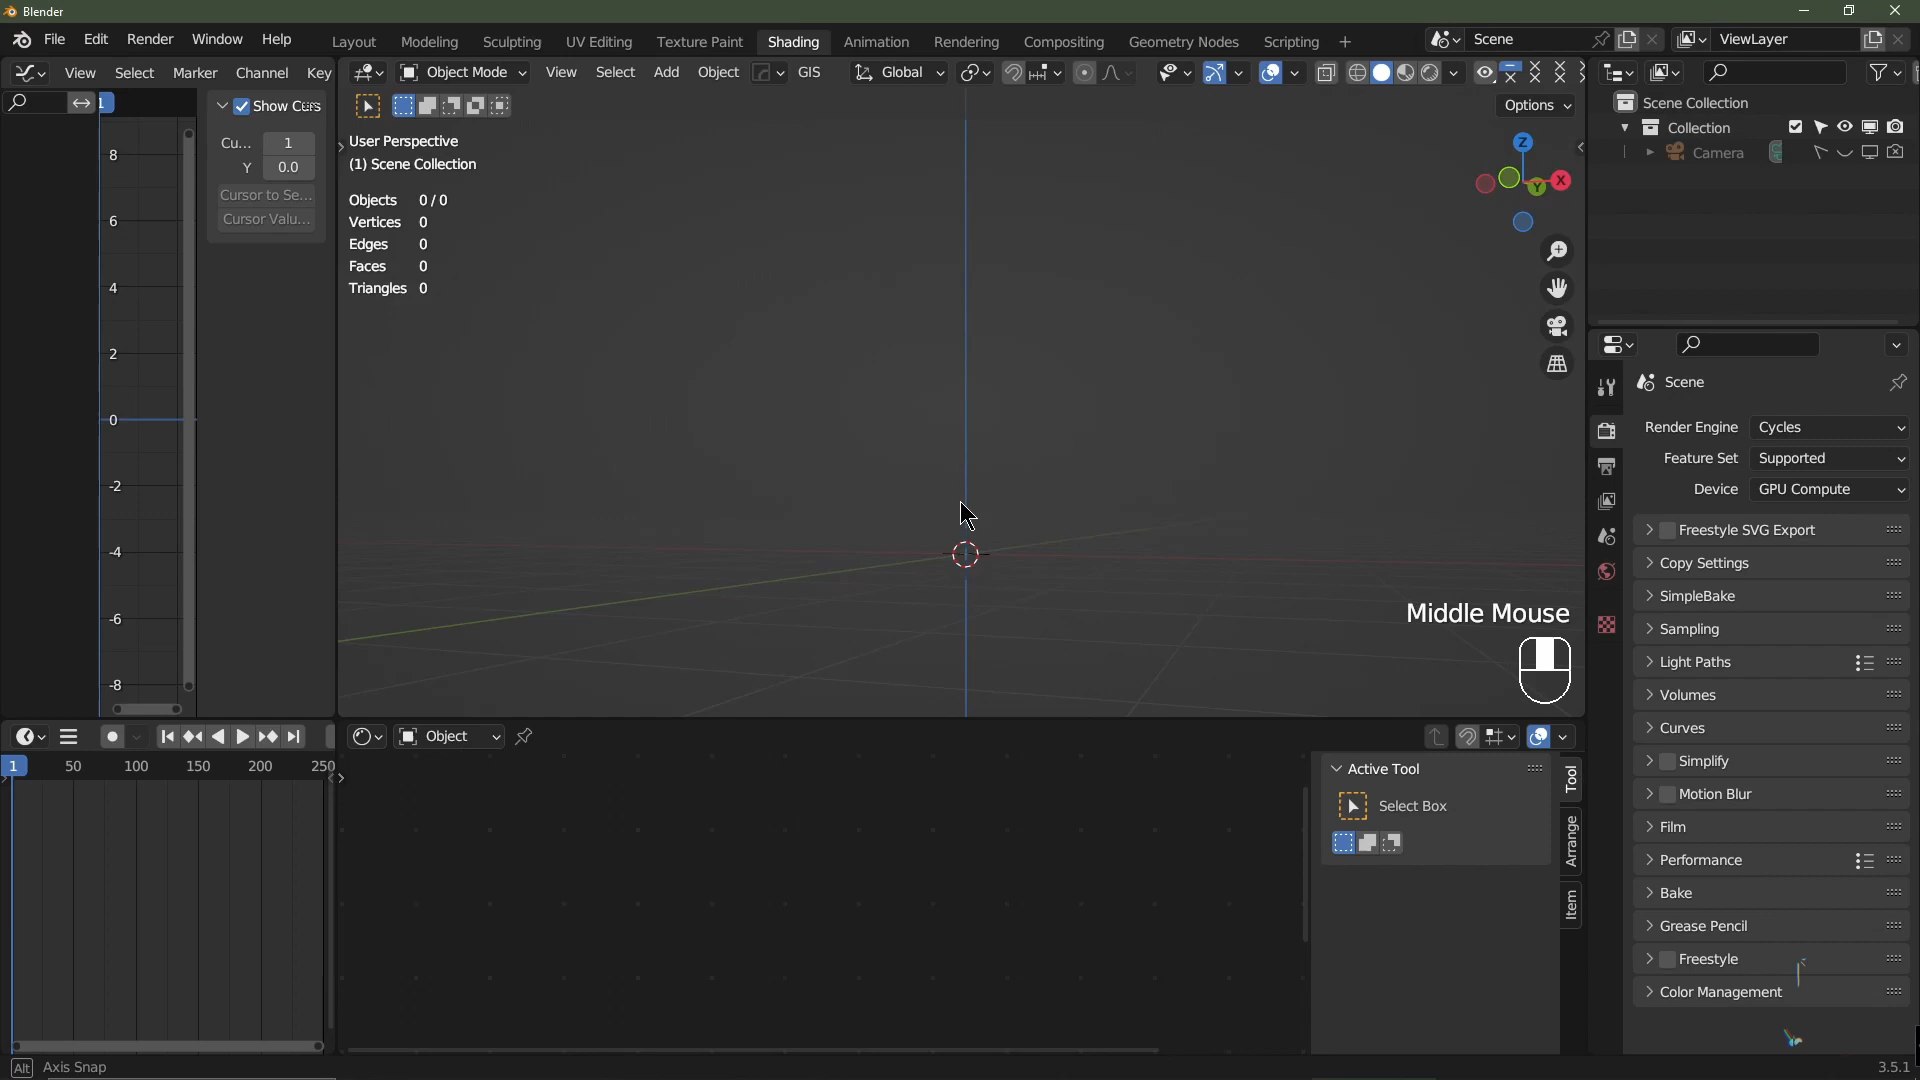 Blender
File Edit Render Window Help
Layout Modeling Sculpting UV Editing Texture Paint Shading Animation Rendering Compositing Geometry Nodes Scripting +
Scene
ViewLayer
View Select Marker Channel Key
Object Mode View Select Add Object GIS Global
Options
1
Show
Cu... 1
Y 0.0
Cursor to Se...
Cursor Valu...
8
6
4
2
0
-2
-4
-6
-8
User Perspective
(1) Scene Collection
Objects 0 / 0
Vertices 0
Edges 0
Faces 0
Triangles 0
Z
X
Y
Middle Mouse
Scene Collection
Collection
Camera
Scene
Render Engine Cycles
Feature Set Supported
Device GPU Compute
Freestyle SVG Export
Copy Settings
SimpleBake
Sampling
Light Paths
Volumes
Curves
Simplify
Motion Blur
Film
Performance
Bake
Grease Pencil
Freestyle
Color Management
1 50 100 150 200 250
Object
Active Tool
Select Box
Tool
Arrange
Item
Alt Axis Snap
3.5.1